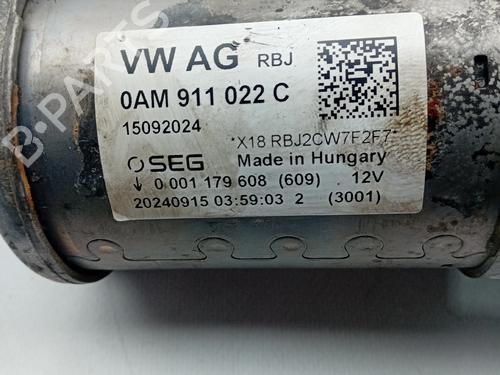 VW AG RBJ
0AM 911 022 C
15092024
*X18 RBJ2CW7F2F7*
SEG Made in Hungary
0 001 179 608 (609) 12V
20240915 03:59:03 2 (3001)
B-PARTS